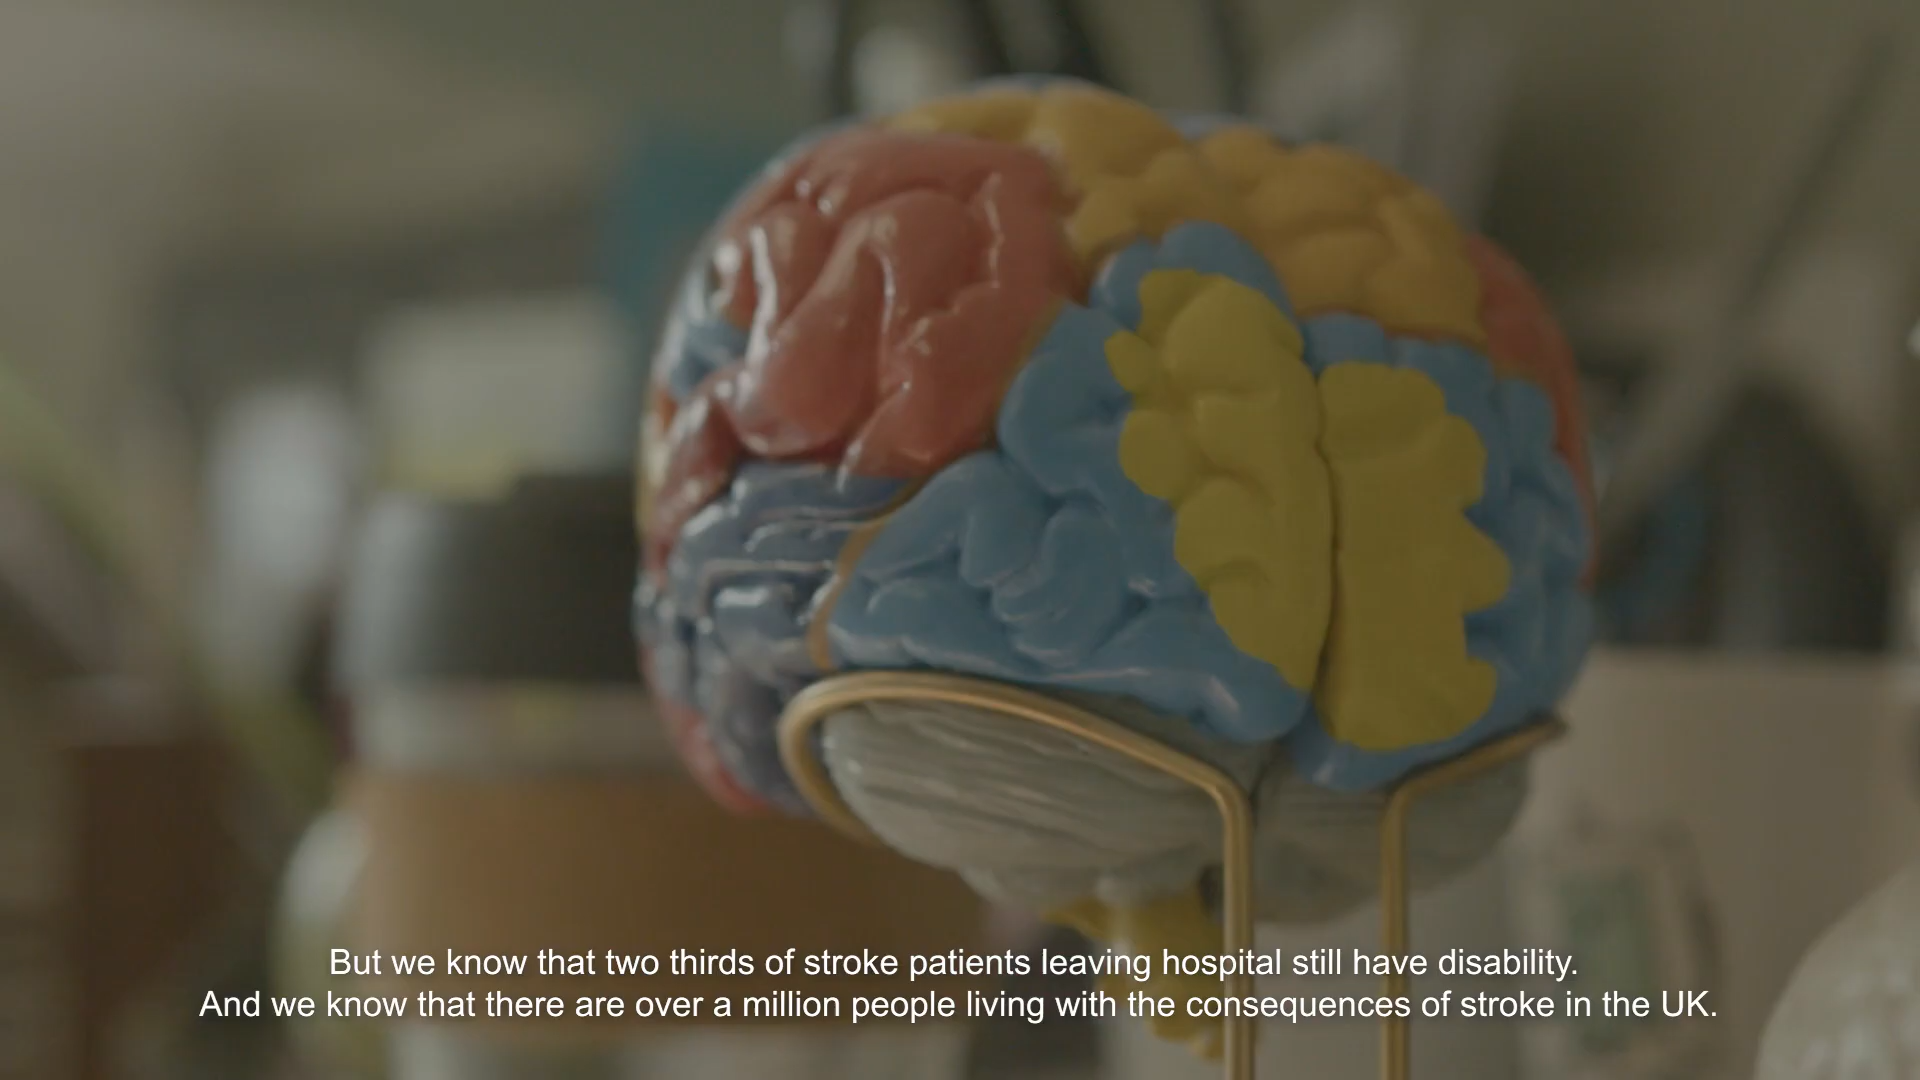 But we know that two thirds of stroke patients leaving hospital still have disability.
And we know that there are over a million people living with the consequences of stroke in the UK.